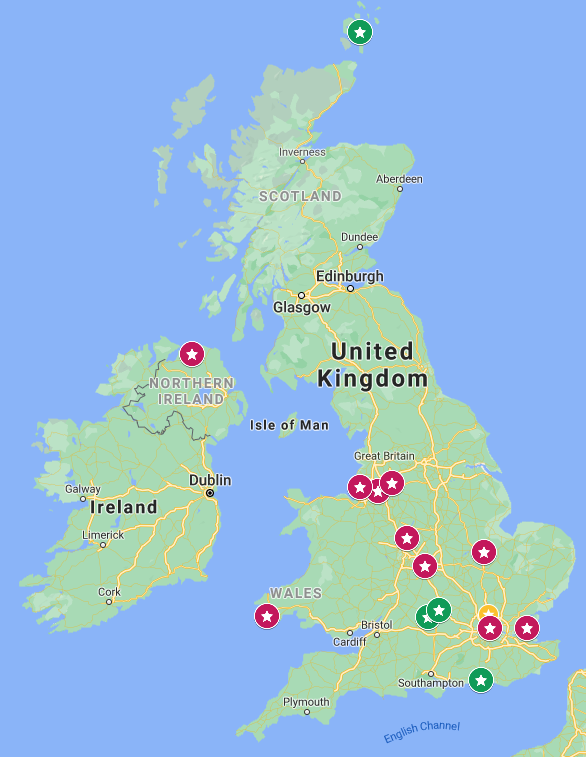 Inverness
Aberdeen
SCOTLAND
Dundee
Edinburgh
Glasgow
United
Kingdom
NORTHERN
IRELAND
Isle of Man
Great Britain
Dublin
Galway
Ireland
Limerick
Cork
WALES
Bristol
Cardiff
Southampton
Plymouth
English Channel